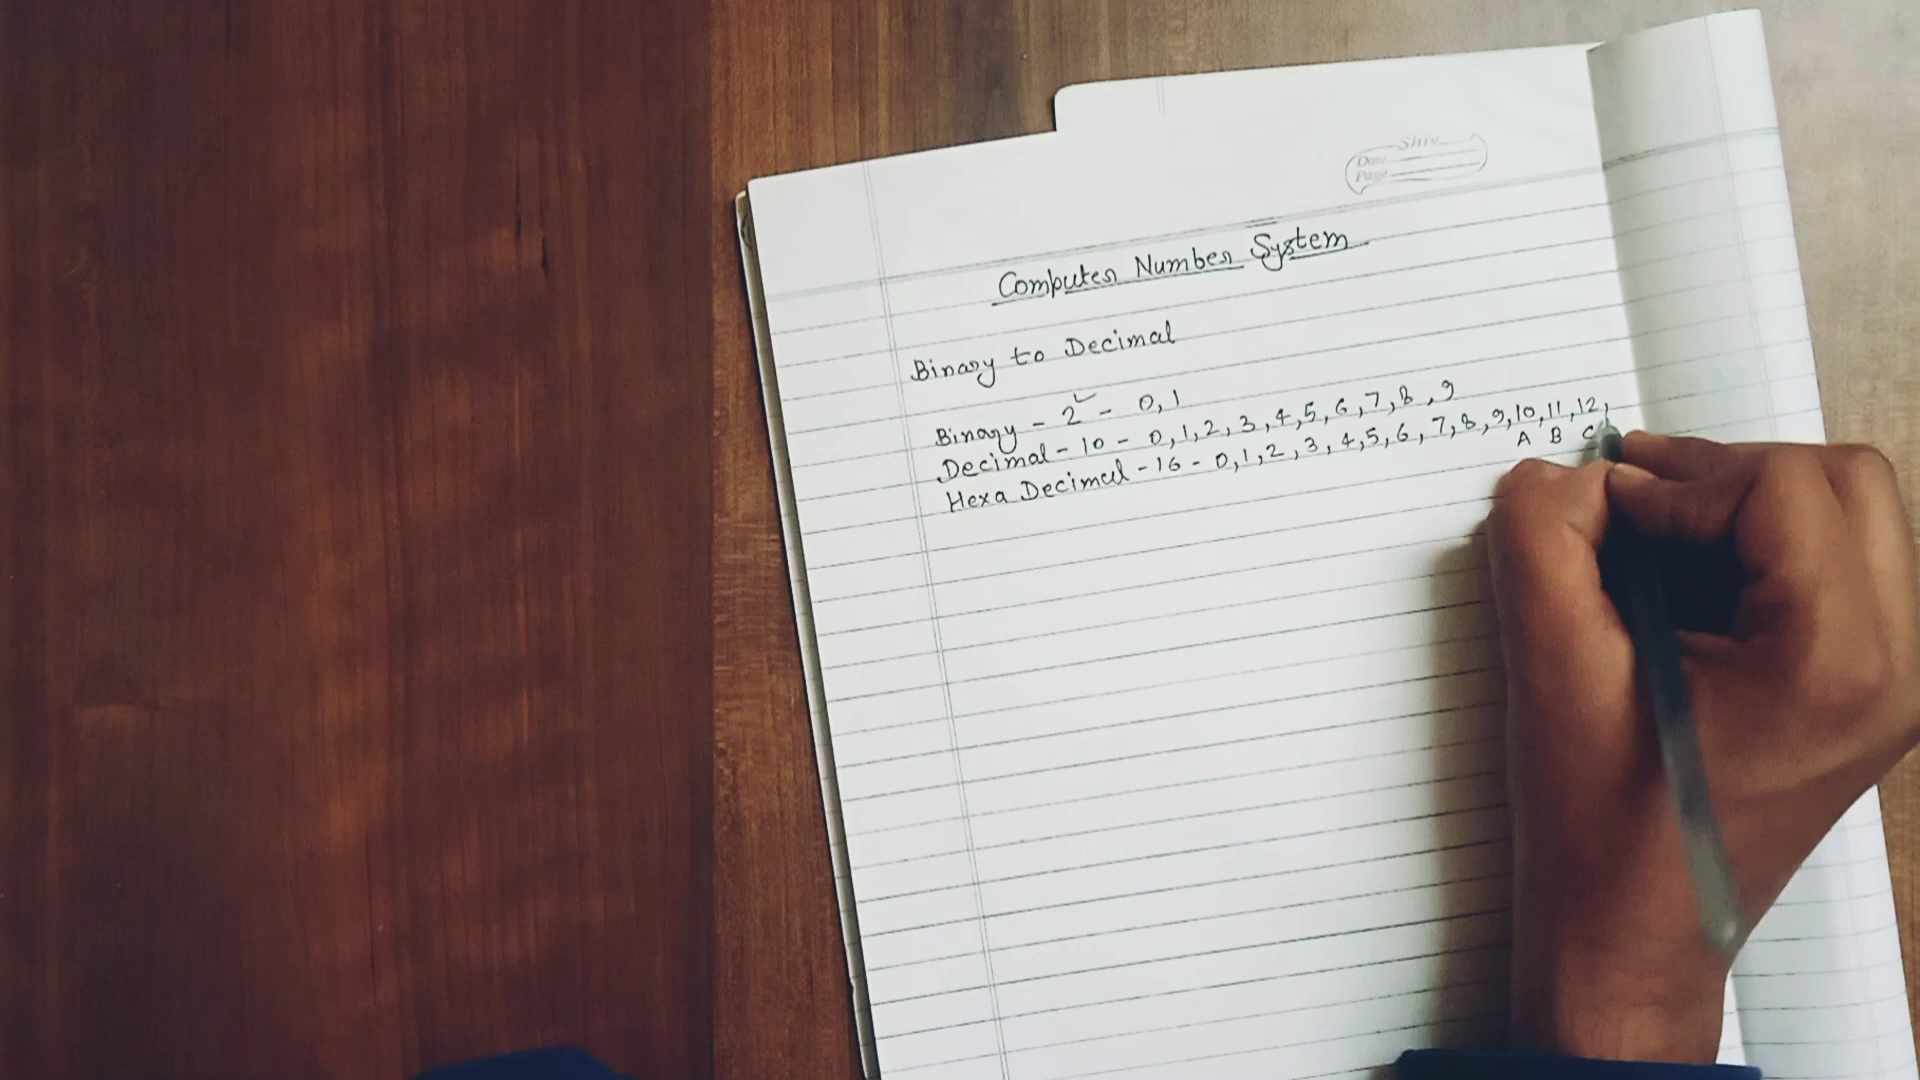 Shiv
Date
Page
Computer Number System
Binary to Decimal
Binary - 2 - 0,1
Decimal - 10 - 0,1,2,3,4,5,6,7,8,9
Hexa Decimal - 16 - 0,1,2,3,4,5,6,7,8,9,10,11,12,
A B C